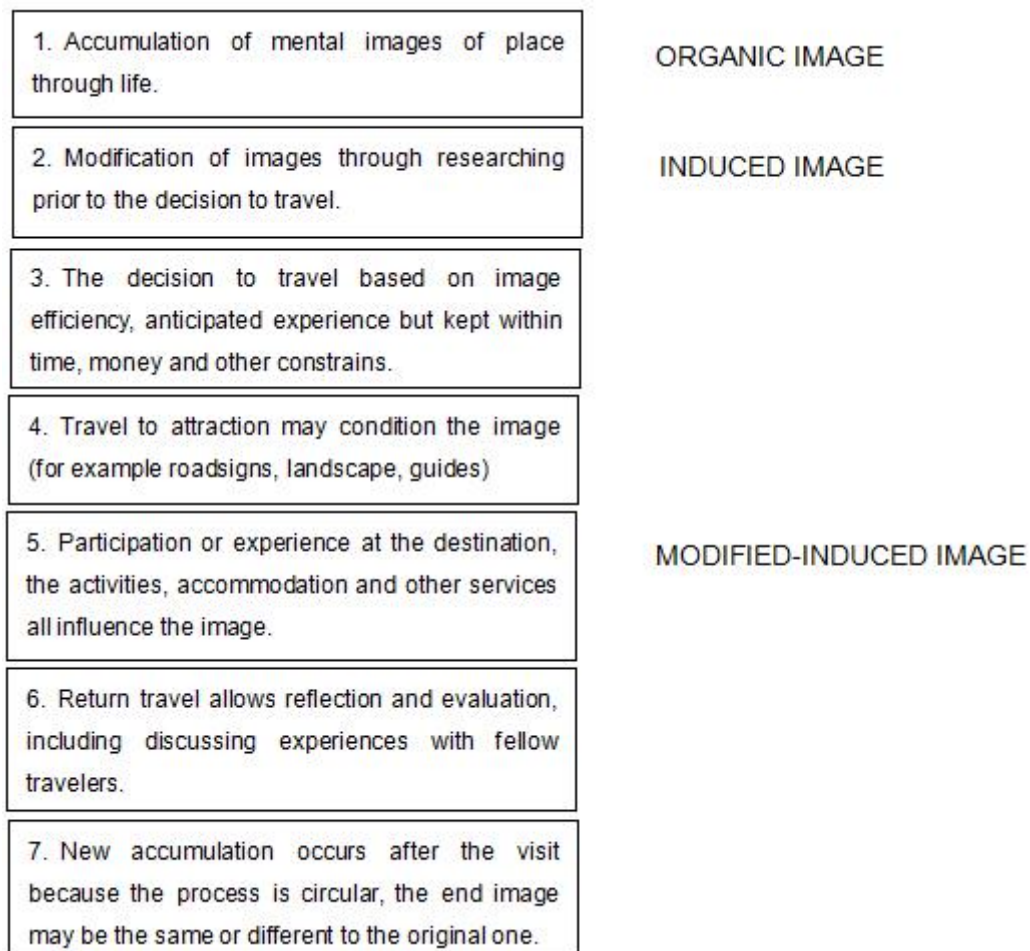 1. Accumulation of mental images of place
through life.
ORGANIC IMAGE
2. Modification of images through researching
prior to the decision to travel.
INDUCED IMAGE
3. The decision to travel based on image
efficiency, anticipated experience but kept within
time, money and other constrains.
4. Travel to attraction may condition the image
(for example roadsigns, landscape, guides)
5. Participation or experience at the destination,
the activities, accommodation and other services
all influence the image.
MODIFIED-INDUCED IMAGE
6. Return travel allows reflection and evaluation,
including discussing experiences with fellow
travelers.
7. New accumulation occurs after the visit
because the process is circular, the end image
may be the same or different to the original one.